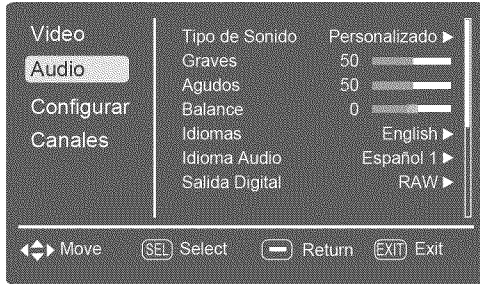 Video
Audio
Configurar
Canales
Tipo de Sonido Personalizado
Graves 50
Agudos 50
Balance 0
Idiomas English
Idioma Audio Español 1
Salida Digital RAW
Move SEL Select Return EXIT Exit